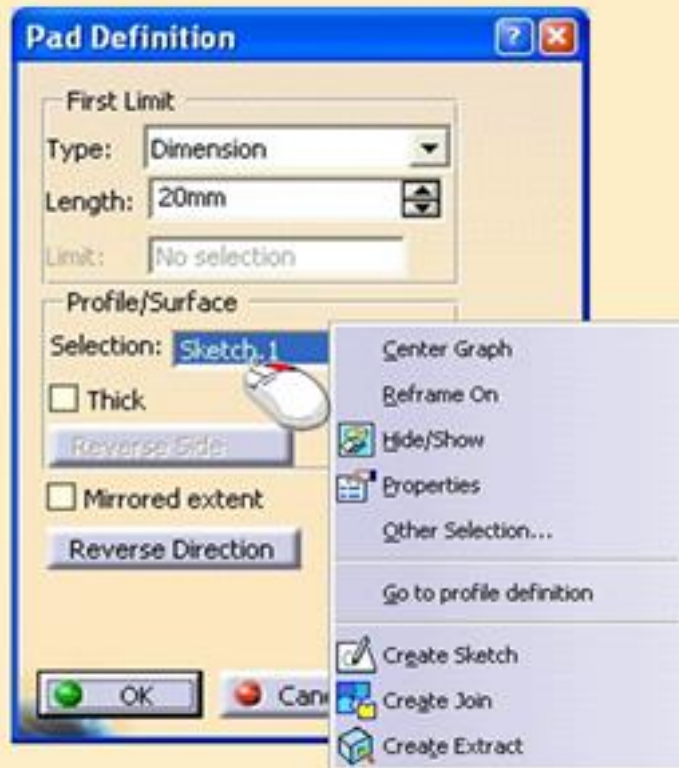 Pad Definition
?
First Limit
Type: Dimension
Length: 20mm
Limit: No selection
Profile/Surface
Selection: Sketch.1
Thick
Reverse Side
Mirrored extent
Reverse Direction
OK
Can
Center Graph
Reframe On
Hide/Show
Properties
Other Selection...
Go to profile definition
Create Sketch
Create Join
Create Extract